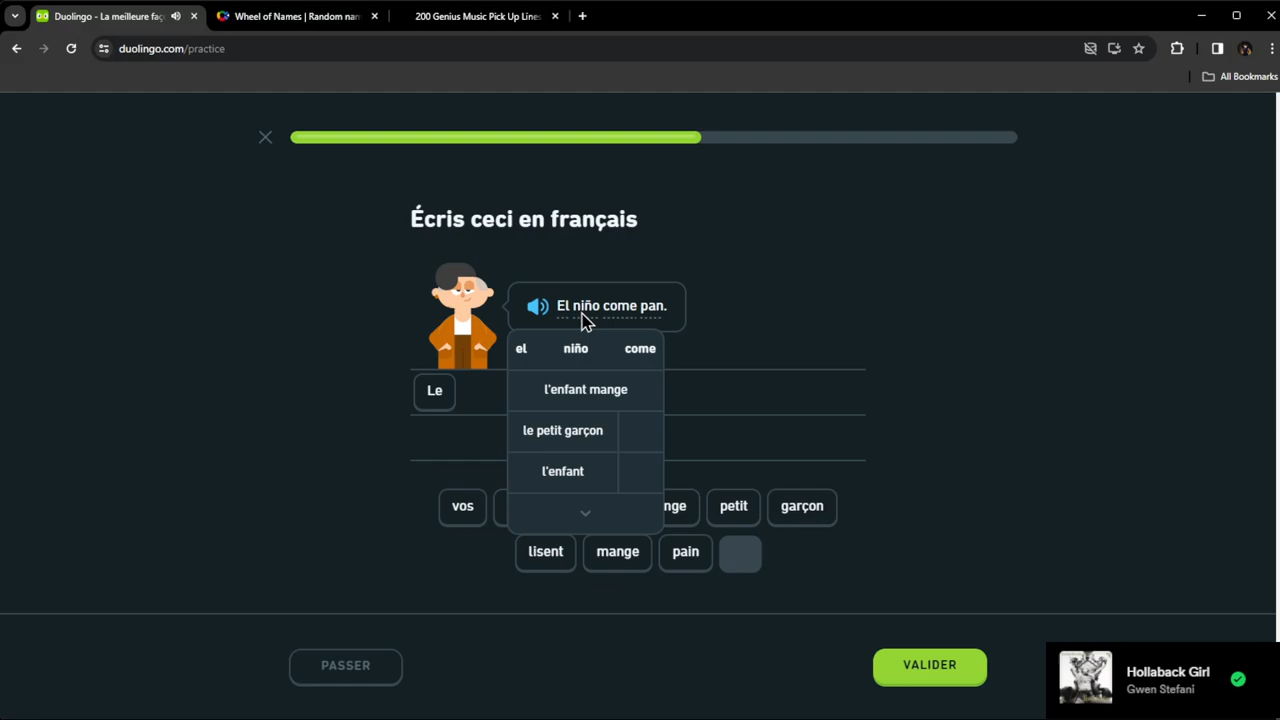 Duolingo - La meilleure faç
Wheel of Names | Random nan
200 Genius Music Pick Up Lines
duolingo.com/practice
All Bookmarks
Écris ceci en français
El niño come pan.
el niño come
l'enfant mange
Le
le petit garçon
l'enfant
vos nge petit garçon
lisent mange pain
PASSER
VALIDER
Hollaback Girl
Gwen Stefani